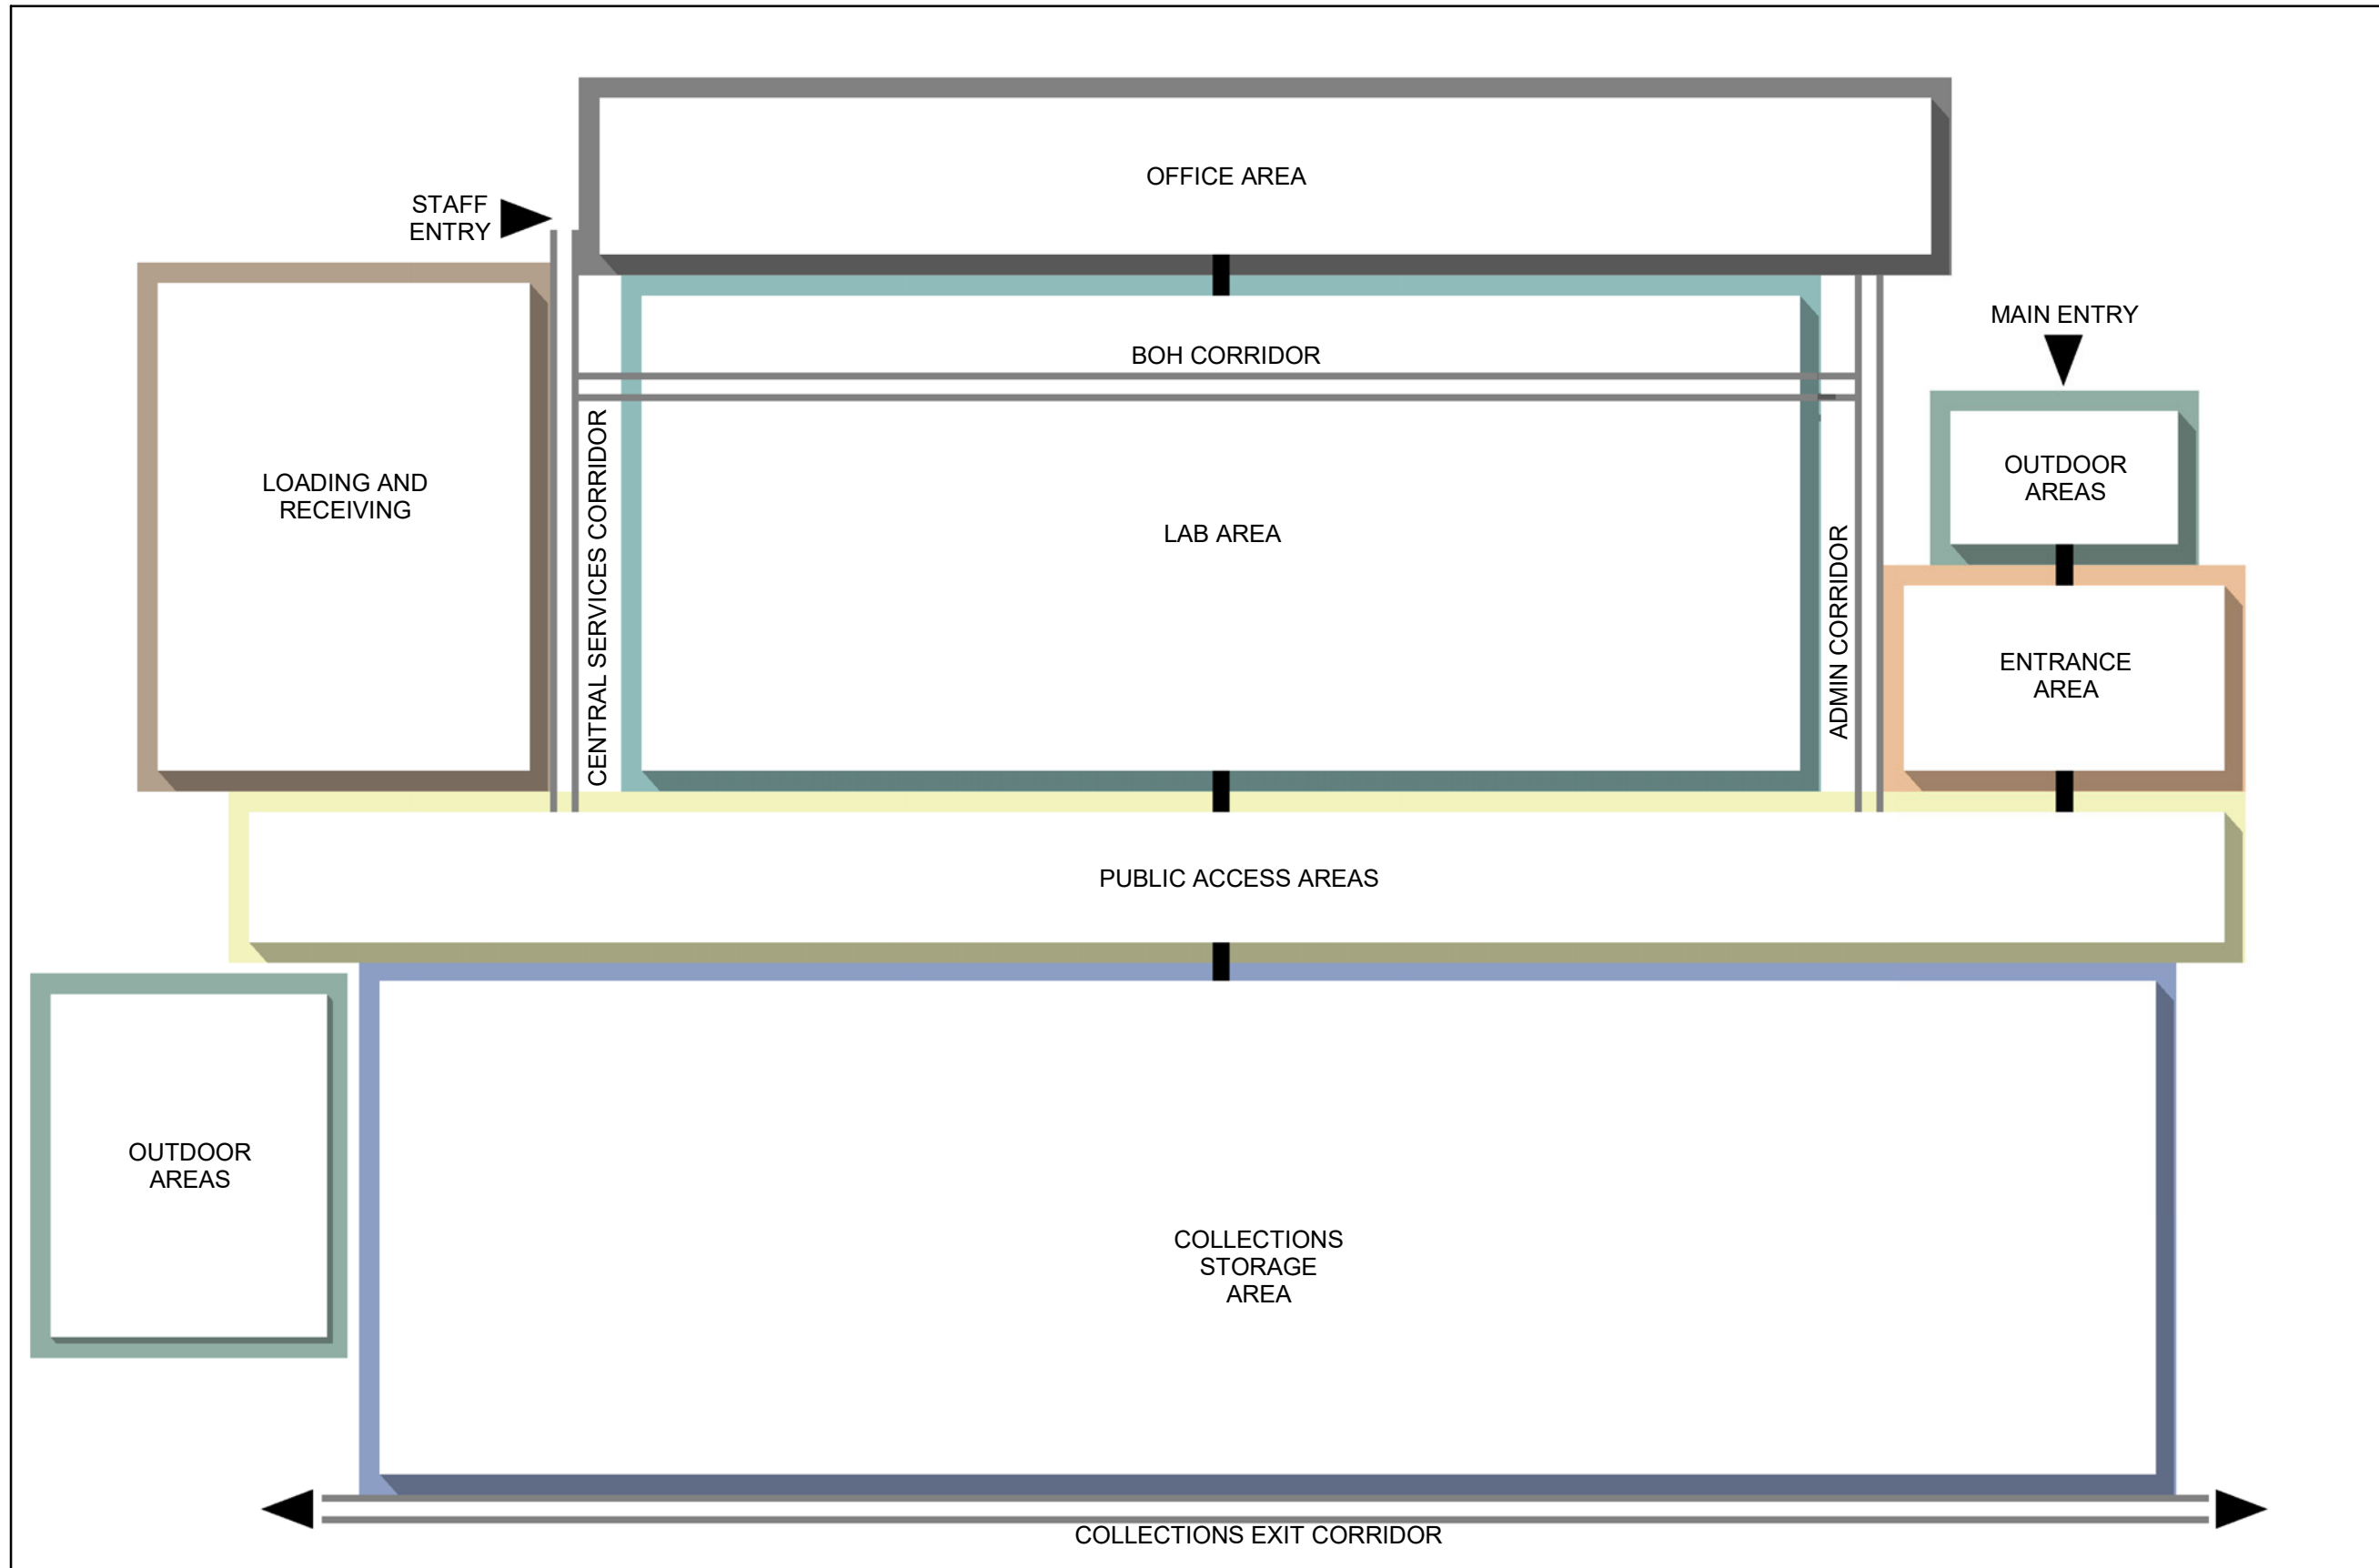 OFFICE AREA
STAFF
ENTRY
MAIN ENTRY
BOH CORRIDOR
LOADING AND
RECEIVING
CENTRAL SERVICES CORRIDOR
LAB AREA
ADMIN CORRIDOR
OUTDOOR
AREAS
ENTRANCE
AREA
PUBLIC ACCESS AREAS
OUTDOOR
AREAS
COLLECTIONS
STORAGE
AREA
COLLECTIONS EXIT CORRIDOR